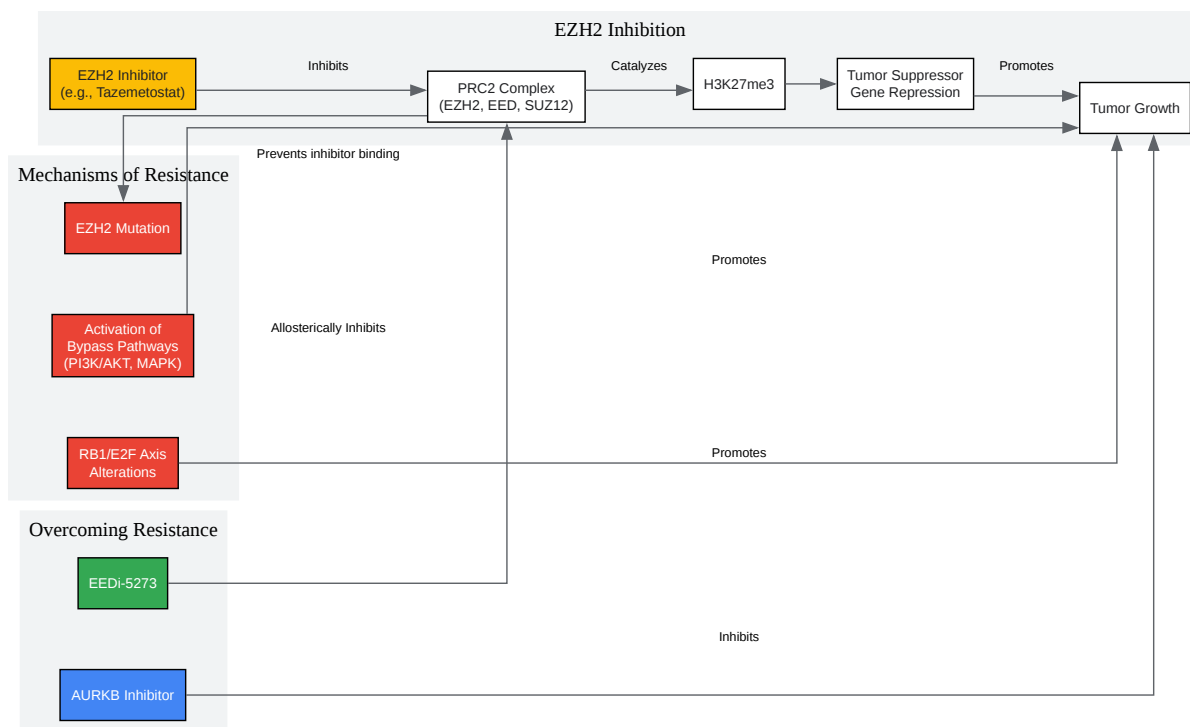 EZH2 Inhibition
EZH2 Inhibitor
(e.g., Tazemetostat)
Inhibits
PRC2 Complex
(EZH2, EED, SUZ12)
Catalyzes
H3K27me3
Tumor Suppressor
Gene Repression
Promotes
Tumor Growth
Prevents inhibitor binding
Mechanisms of Resistance
EZH2 Mutation
Promotes
Activation of
Bypass Pathways
(PI3K/AKT, MAPK)
Allosterically Inhibits
RB1/E2F Axis
Alterations
Promotes
Overcoming Resistance
EEDi-5273
Inhibits
AURKB Inhibitor